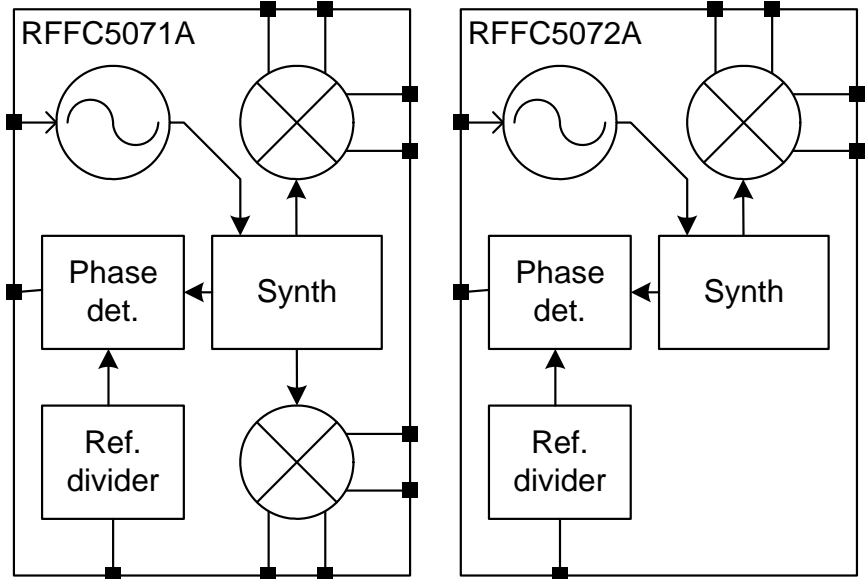 RFFC5071A
Phase
det.
Synth
Ref.
divider
RFFC5072A
Phase
det.
Synth
Ref.
divider